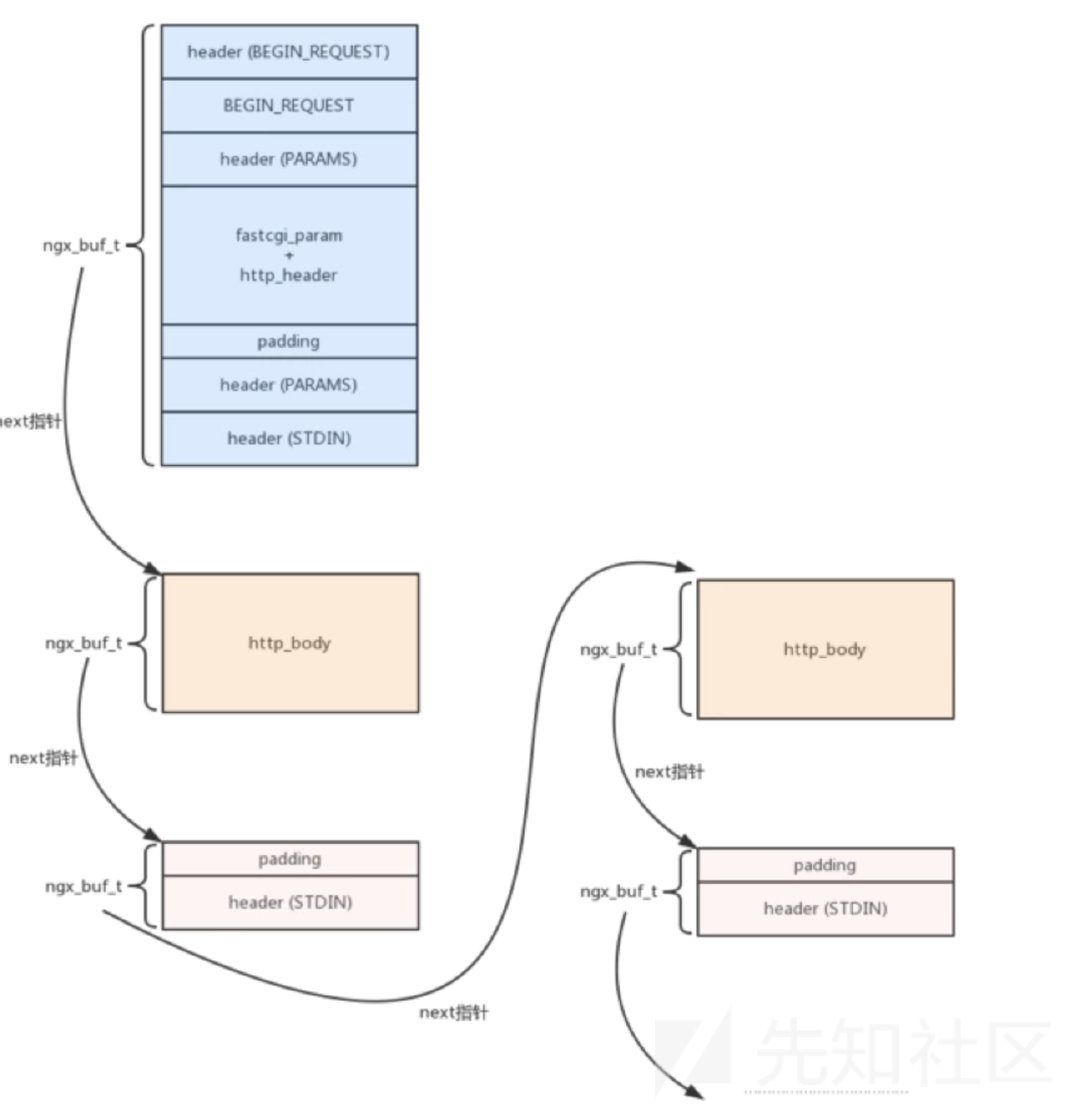 header (BEGIN_REQUEST)
BEGIN_REQUEST
header (PARAMS)
ngx_buf_t
fastcgi_param
+
http_header
padding
header (PARAMS)
next指针
header (STDIN)
ngx_buf_t
http_body
next指针
ngx_buf_t
padding
header (STDIN)
next指针
ngx_buf_t
http_body
next指针
ngx_buf_t
padding
header (STDIN)
先知社区